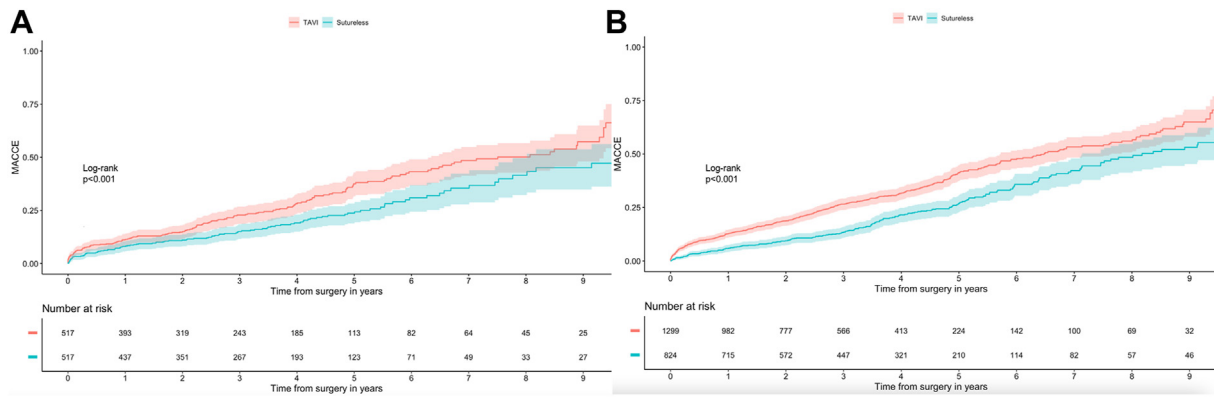 A
TAVI Sutureless
1.00
0.75
0.50
0.25
0.00
MACCE
Log-rank
p<0.001
0 1 2 3 4 5 6 7 8 9
Time from surgery in years
Number at risk
517 393 319 243 185 113 82 64 45 25
517 437 351 267 193 123 71 49 33 27
0 1 2 3 4 5 6 7 8 9
Time from surgery in years
B
TAVI Sutureless
1.00
0.75
0.50
0.25
0.00
MACCE
Log-rank
p<0.001
0 1 2 3 4 5 6 7 8 9
Time from surgery in years
Number at risk
1299 982 777 566 413 224 142 100 69 32
824 715 572 447 321 210 114 82 57 46
0 1 2 3 4 5 6 7 8 9
Time from surgery in years